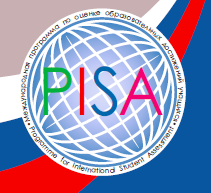 Международная программа по оценке образовательных достижений учащихся
PISA
Programme for International Student Assessment